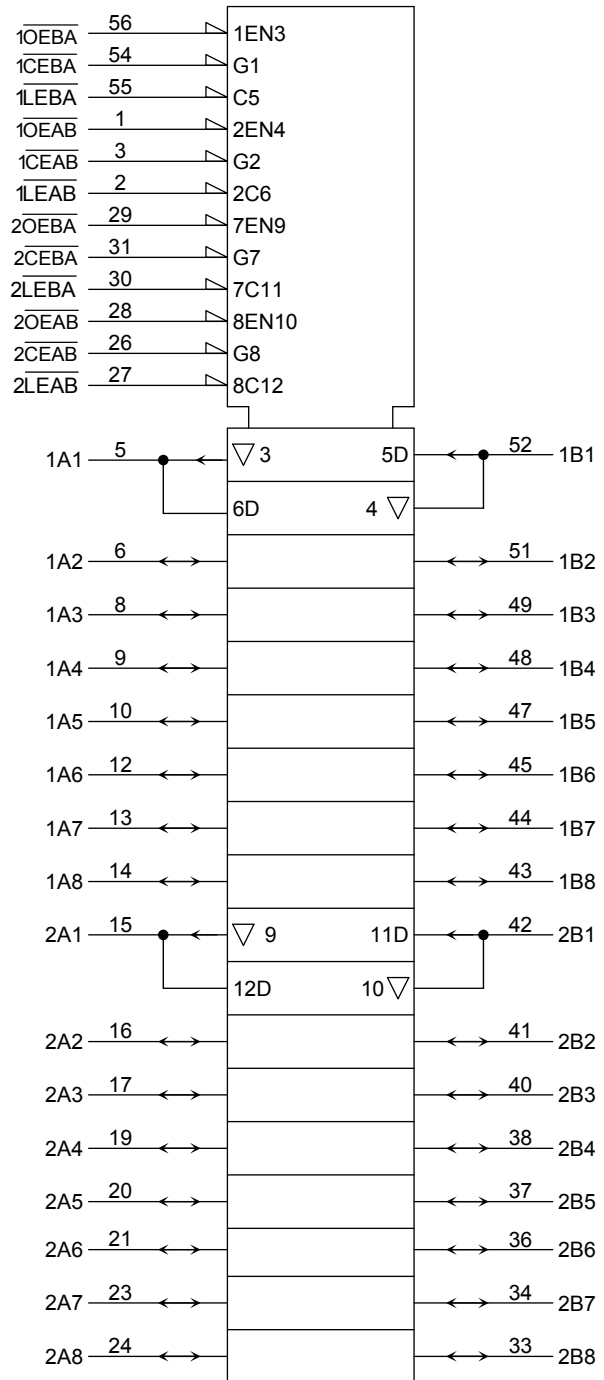 1OEBA 56 1EN3
1CEBA 54 G1
1LEBA 55 C5
1OEAB 1 2EN4
1CEAB 3 G2
1LEAB 2 2C6
2OEBA 29 7EN9
2CEBA 31 G7
2LEBA 30 7C11
2OEAB 28 8EN10
2CEAB 26 G8
2LEAB 27 8C12
1A1 5 ▽ 3 5D 52 1B1
6D 4 ▽
1A2 6 51 1B2
1A3 8 49 1B3
1A4 9 48 1B4
1A5 10 47 1B5
1A6 12 45 1B6
1A7 13 44 1B7
1A8 14 43 1B8
2A1 15 ▽ 9 11D 42 2B1
12D 10 ▽
2A2 16 41 2B2
2A3 17 40 2B3
2A4 19 38 2B4
2A5 20 37 2B5
2A6 21 36 2B6
2A7 23 34 2B7
2A8 24 33 2B8